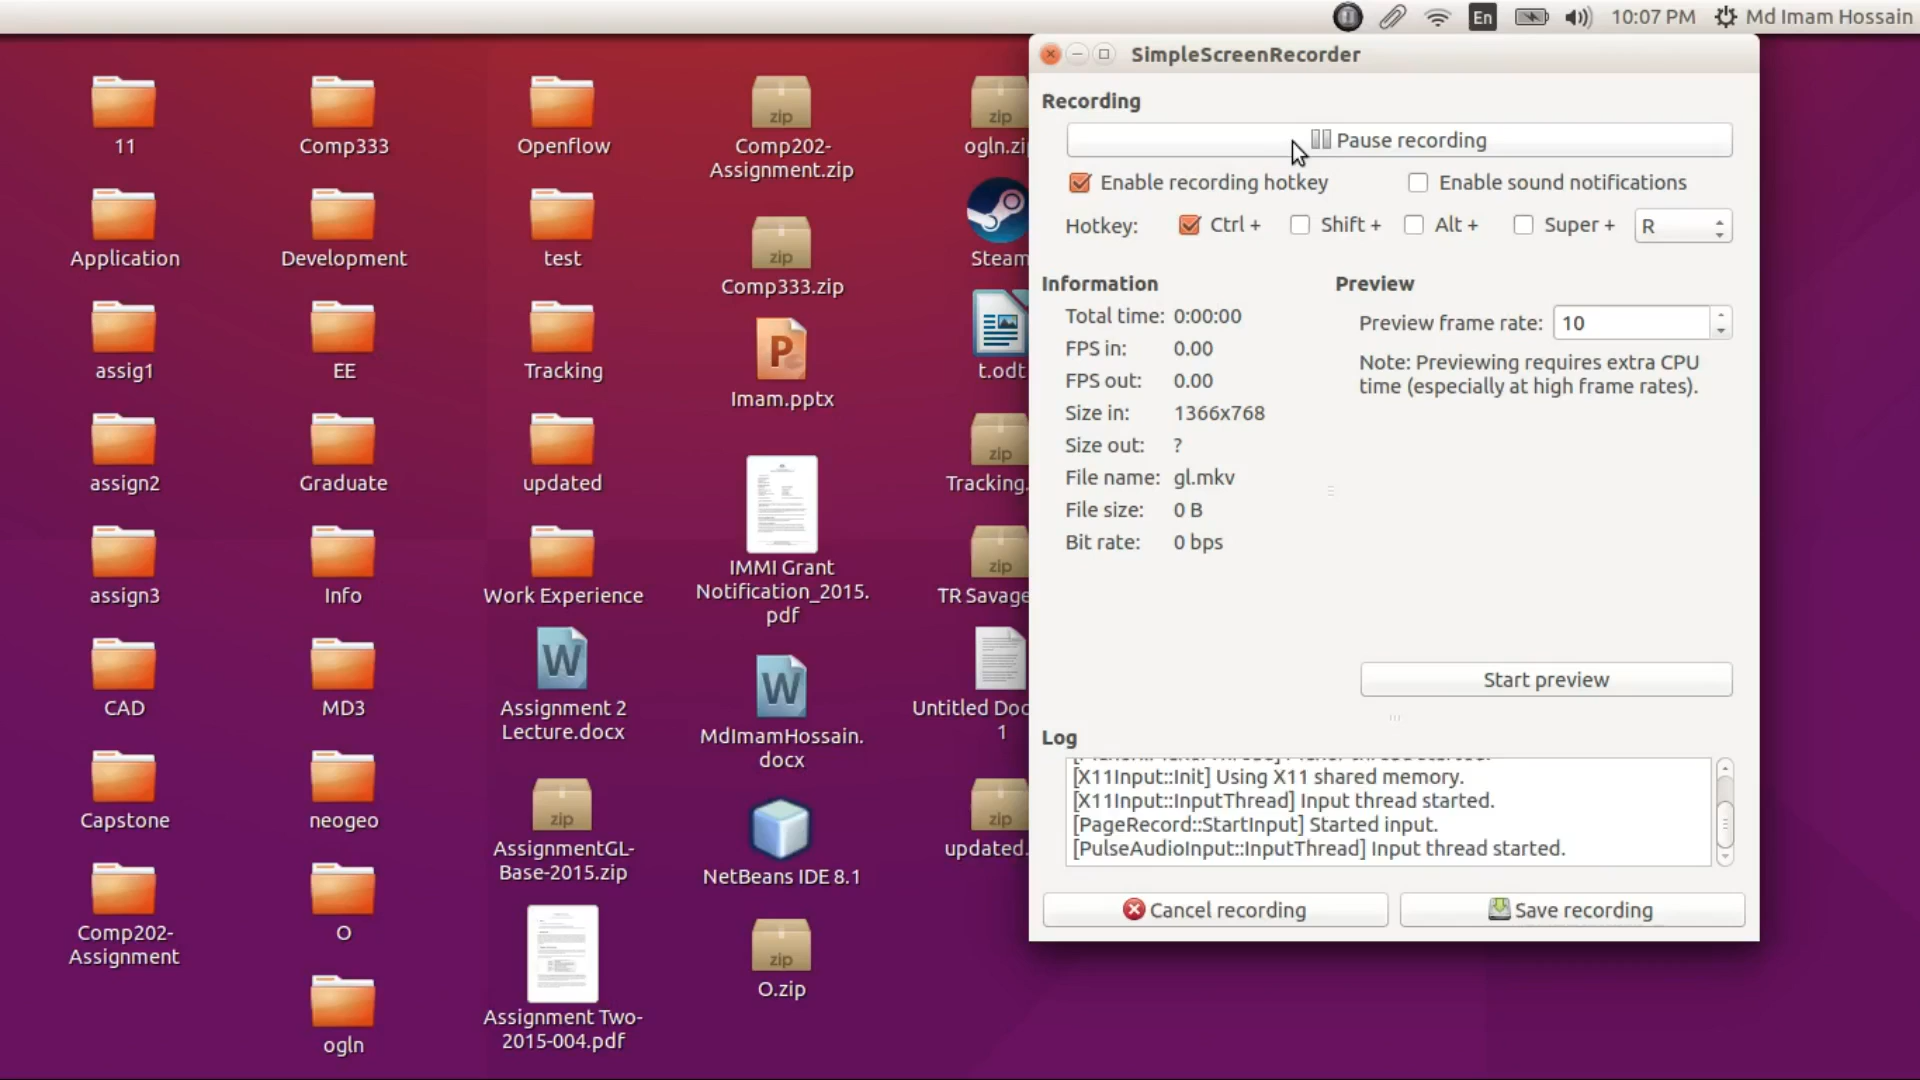 En
10:07 PM
Md Imam Hossain
SimpleScreenRecorder
Recording
Pause recording
Enable recording hotkey
Enable sound notifications
Hotkey:
Ctrl +
Shift +
Alt +
Super +
R
Information
Total time: 0:00:00
FPS in: 0.00
FPS out: 0.00
Size in: 1366x768
Size out: ?
File name: gl.mkv
File size: 0 B
Bit rate: 0 bps
Preview
Preview frame rate: 10
Note: Previewing requires extra CPU
time (especially at high frame rates).
Start preview
Log
[X11Input::Init] Using X11 shared memory.
[X11Input::InputThread] Input thread started.
[PageRecord::StartInput] Started input.
[PulseAudioInput::InputThread] Input thread started.
Cancel recording
Save recording
11
Application
assig1
assign2
assign3
CAD
Capstone
Comp202-
Assignment
Comp333
Development
EE
Graduate
Info
MD3
neogeo
O
ogln
Openflow
test
Tracking
updated
Work Experience
W
Assignment 2
Lecture.docx
zip
AssignmentGL-
Base-2015.zip
Assignment Two-
2015-004.pdf
zip
Comp202-
Assignment.zip
zip
Comp333.zip
P
Imam.pptx
IMMI Grant
Notification_2015.
pdf
W
MdImamHossain.
docx
NetBeans IDE 8.1
zip
O.zip
zip
ogln.zip
Steam
t.odt
zip
Tracking.
zip
TR Savage
Untitled Doc
1
zip
updated.